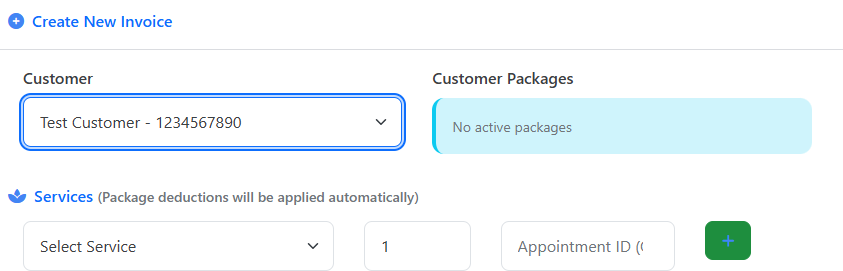 Create New Invoice
Customer
Customer Packages
Test Customer - 1234567890
No active packages
Services (Package deductions will be applied automatically)
Select Service
1
Appointment ID (
+